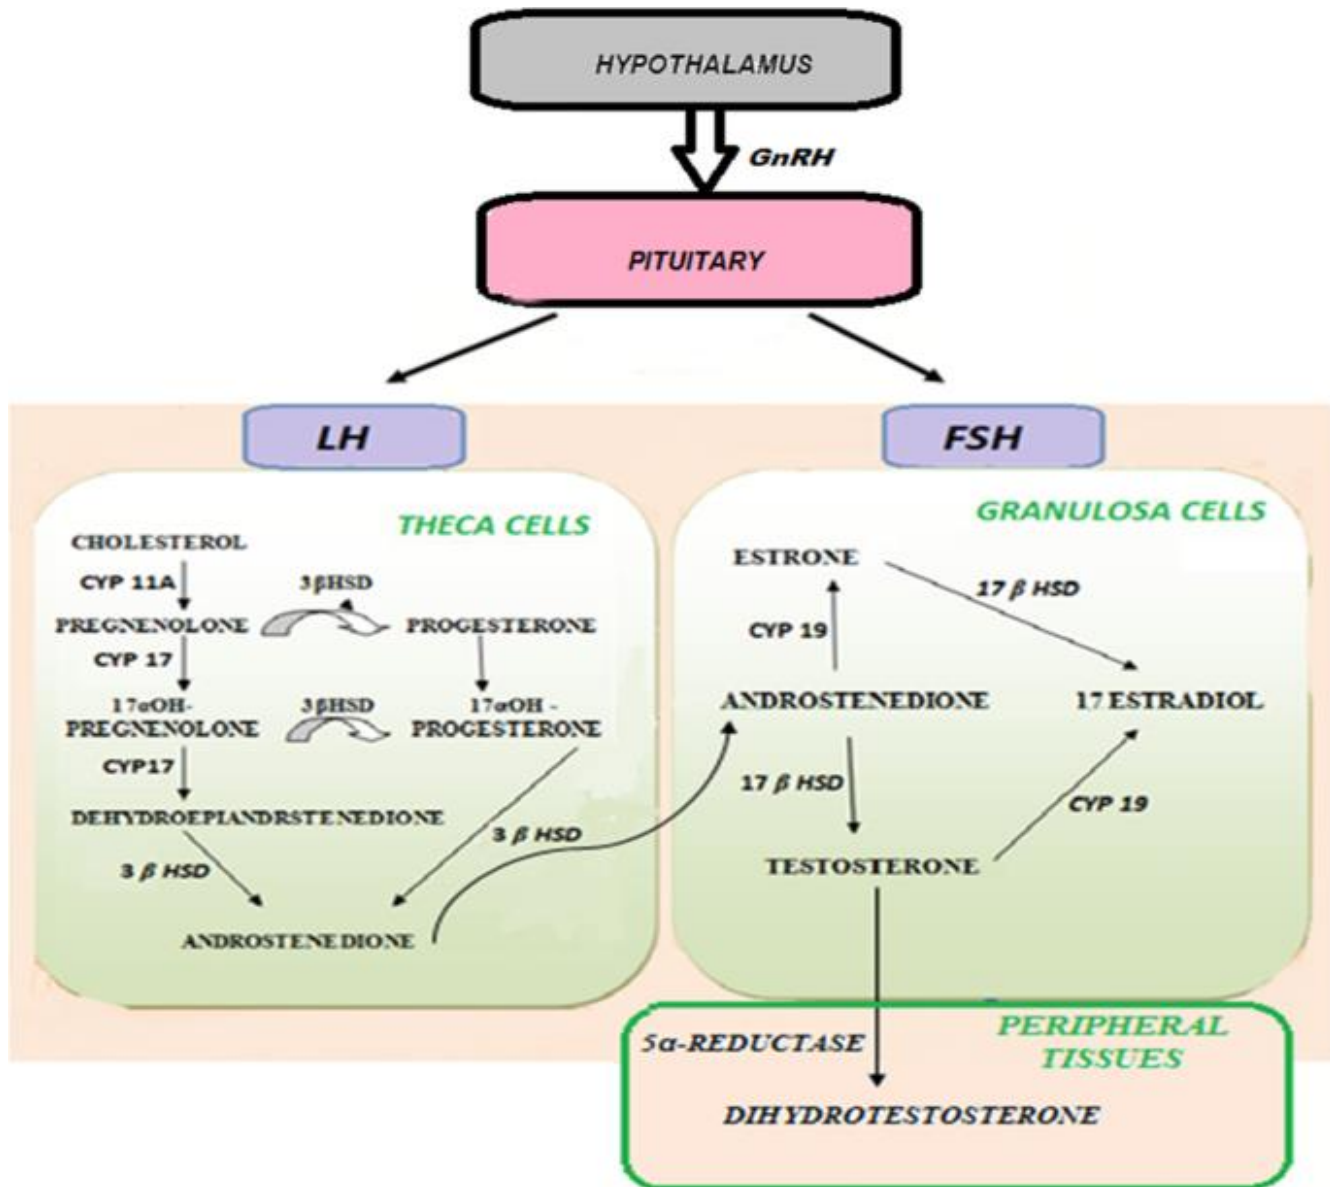 HYPOTHALAMUS
GnRH
PITUITARY
LH
FSH
THECA CELLS
CHOLESTEROL
CYP 11A
3βHSD
PREGNENOLONE
PROGESTERONE
CYP 17
17αOH-
PREGNENOLONE
3βHSD
17αOH -
PROGESTERONE
CYP17
DEHYDROEPIANDRSTENEDIONE
3 β HSD
3 β HSD
ANDROSTENEDIONE
GRANULOSA CELLS
ESTRONE
17 β HSD
CYP 19
ANDROSTENEDIONE
17 ESTRADIOL
17 β HSD
CYP 19
TESTOSTERONE
PERIPHERAL
TISSUES
5α-REDUCTASE
DIHYDROTESTOSTERONE